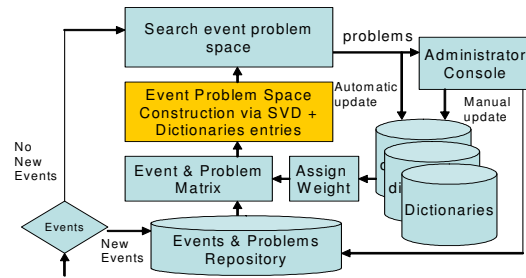 Search event problem
space
problems
Administrator
Console
Automatic
update
Manual
update
Event Problem Space
Construction via SVD +
Dictionaries entries
No
New
Events
Event & Problem
Matrix
Assign
Weight
Dictionaries
Events
New
Events
Events & Problems
Repository